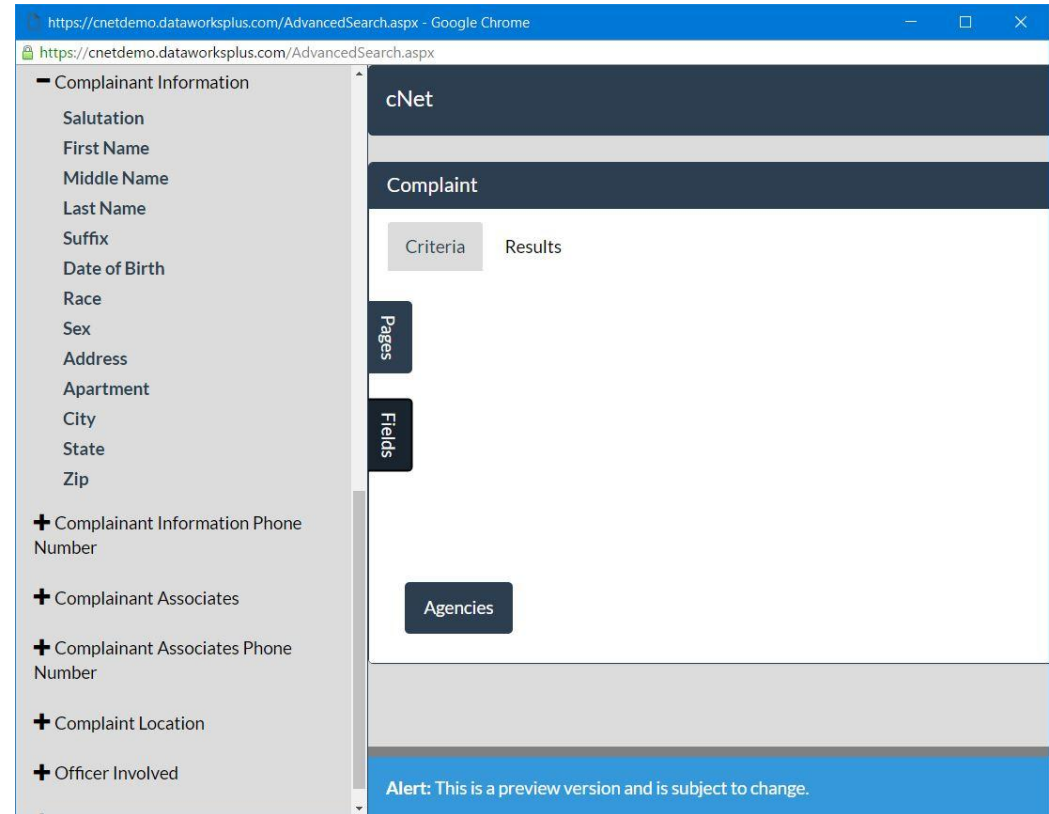 https://cnetdemo.dataworksplus.com/AdvancedSearch.aspx - Google Chrome
https://cnetdemo.dataworksplus.com/AdvancedSearch.aspx
Complainant Information
Salutation
First Name
Middle Name
Last Name
Suffix
Date of Birth
Race
Sex
Address
Apartment
City
State
Zip
Complainant Information Phone
Number
Complainant Associates
Complainant Associates Phone
Number
Complaint Location
Officer Involved
cNet
Complaint
Criteria Results
Pages
Fields
Agencies
Alert: This is a preview version and is subject to change.